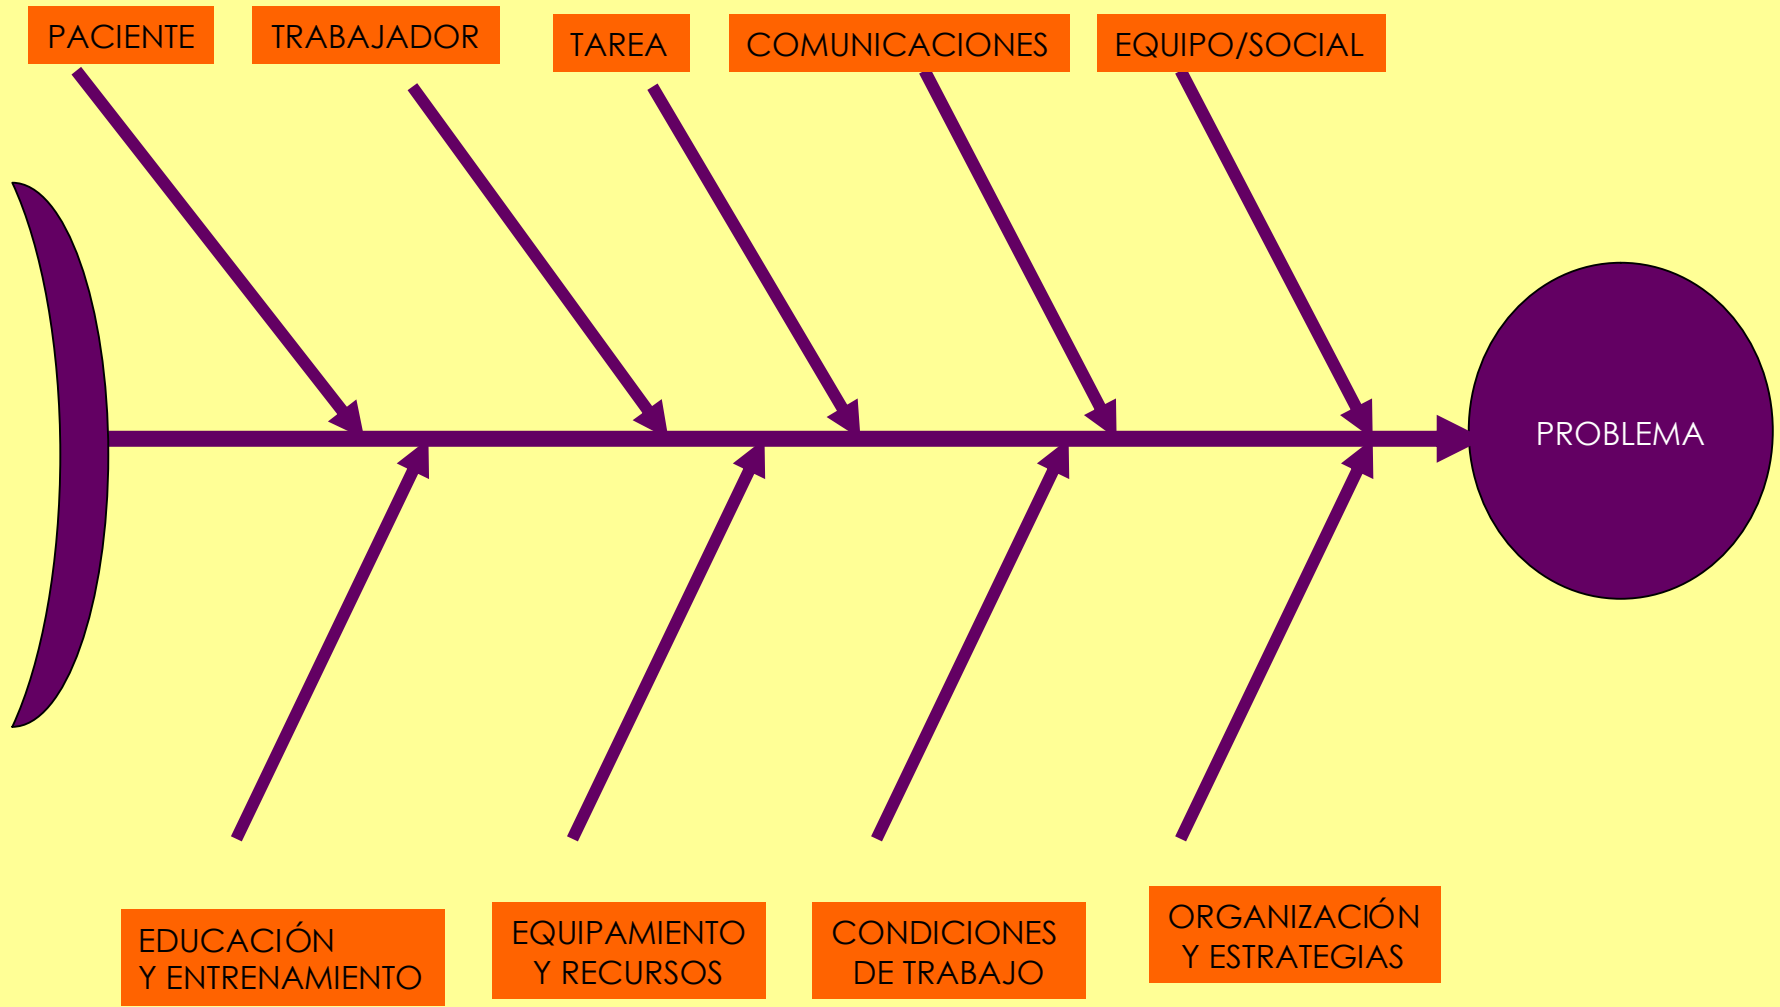 PACIENTE
TRABAJADOR
TAREA
COMUNICACIONES
EQUIPO/SOCIAL
PROBLEMA
EDUCACIÓN
Y ENTRENAMIENTO
EQUIPAMIENTO
Y RECURSOS
CONDICIONES
DE TRABAJO
ORGANIZACIÓN
Y ESTRATEGIAS